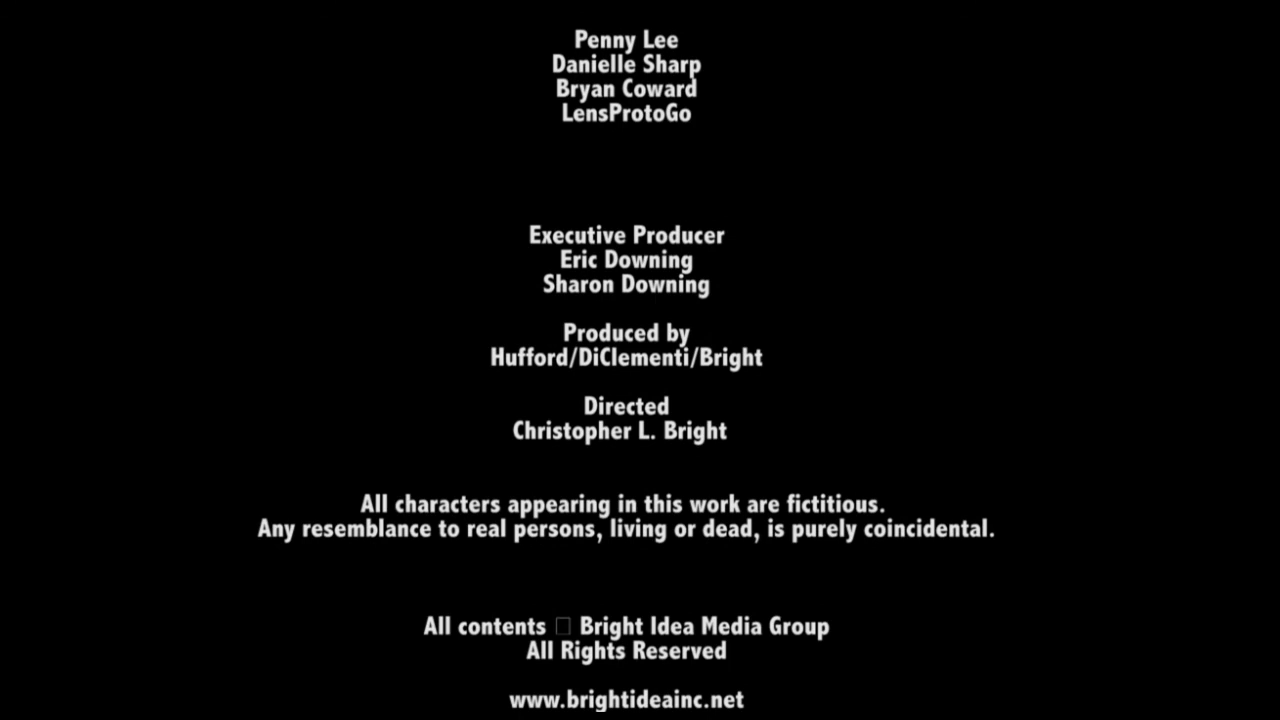 Penny Lee
Danielle Sharp
Bryan Coward
LensProtoGo
Executive Producer
Eric Downing
Sharon Downing
Produced by
Hufford/DiClementi/Bright
Directed
Christopher L. Bright
All characters appearing in this work are fictitious.
Any resemblance to real persons, living or dead, is purely coincidental.
All contents □ Bright Idea Media Group
All Rights Reserved
www.brightideainc.net